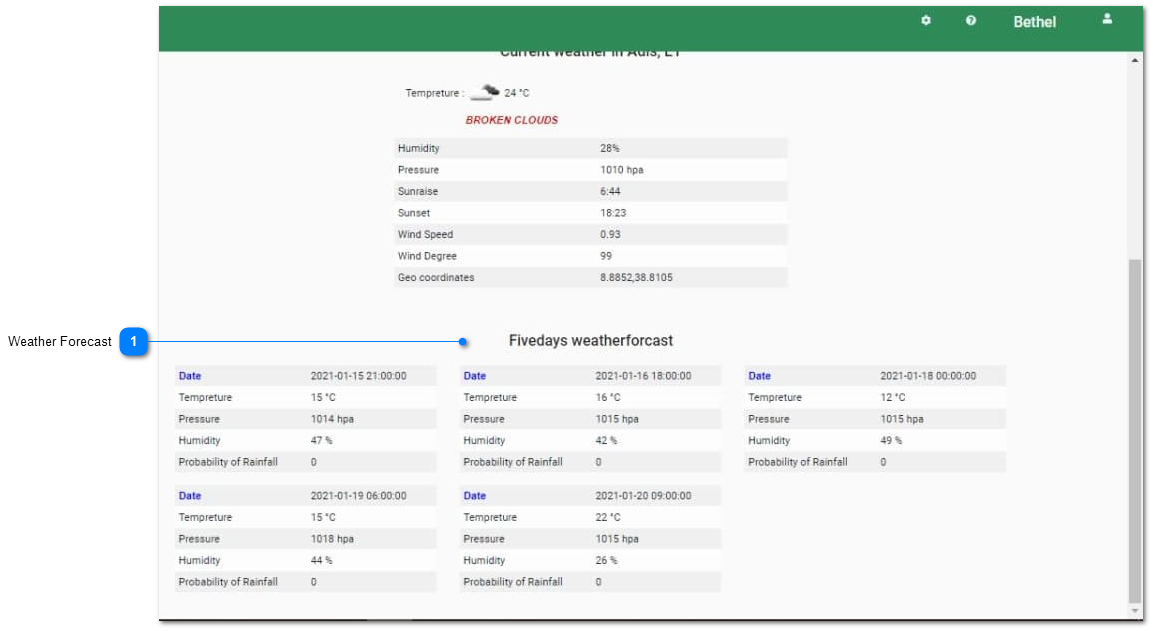 Bethel
Current weather in Adis, ET
Tempreture : 24 °C
BROKEN CLOUDS
Humidity 28%
Pressure 1010 hpa
Sunraise 6:44
Sunset 18:23
Wind Speed 0.93
Wind Degree 99
Geo coordinates 8.8852,38.8105
Weather Forecast 1
Fivedays weatherforcast
Date 2021-01-15 21:00:00
Tempreture 15 °C
Pressure 1014 hpa
Humidity 47 %
Probability of Rainfall 0
Date 2021-01-16 18:00:00
Tempreture 16 °C
Pressure 1015 hpa
Humidity 42 %
Probability of Rainfall 0
Date 2021-01-18 00:00:00
Tempreture 12 °C
Pressure 1015 hpa
Humidity 49 %
Probability of Rainfall 0
Date 2021-01-19 06:00:00
Tempreture 15 °C
Pressure 1018 hpa
Humidity 44 %
Probability of Rainfall 0
Date 2021-01-20 09:00:00
Tempreture 22 °C
Pressure 1015 hpa
Humidity 26 %
Probability of Rainfall 0